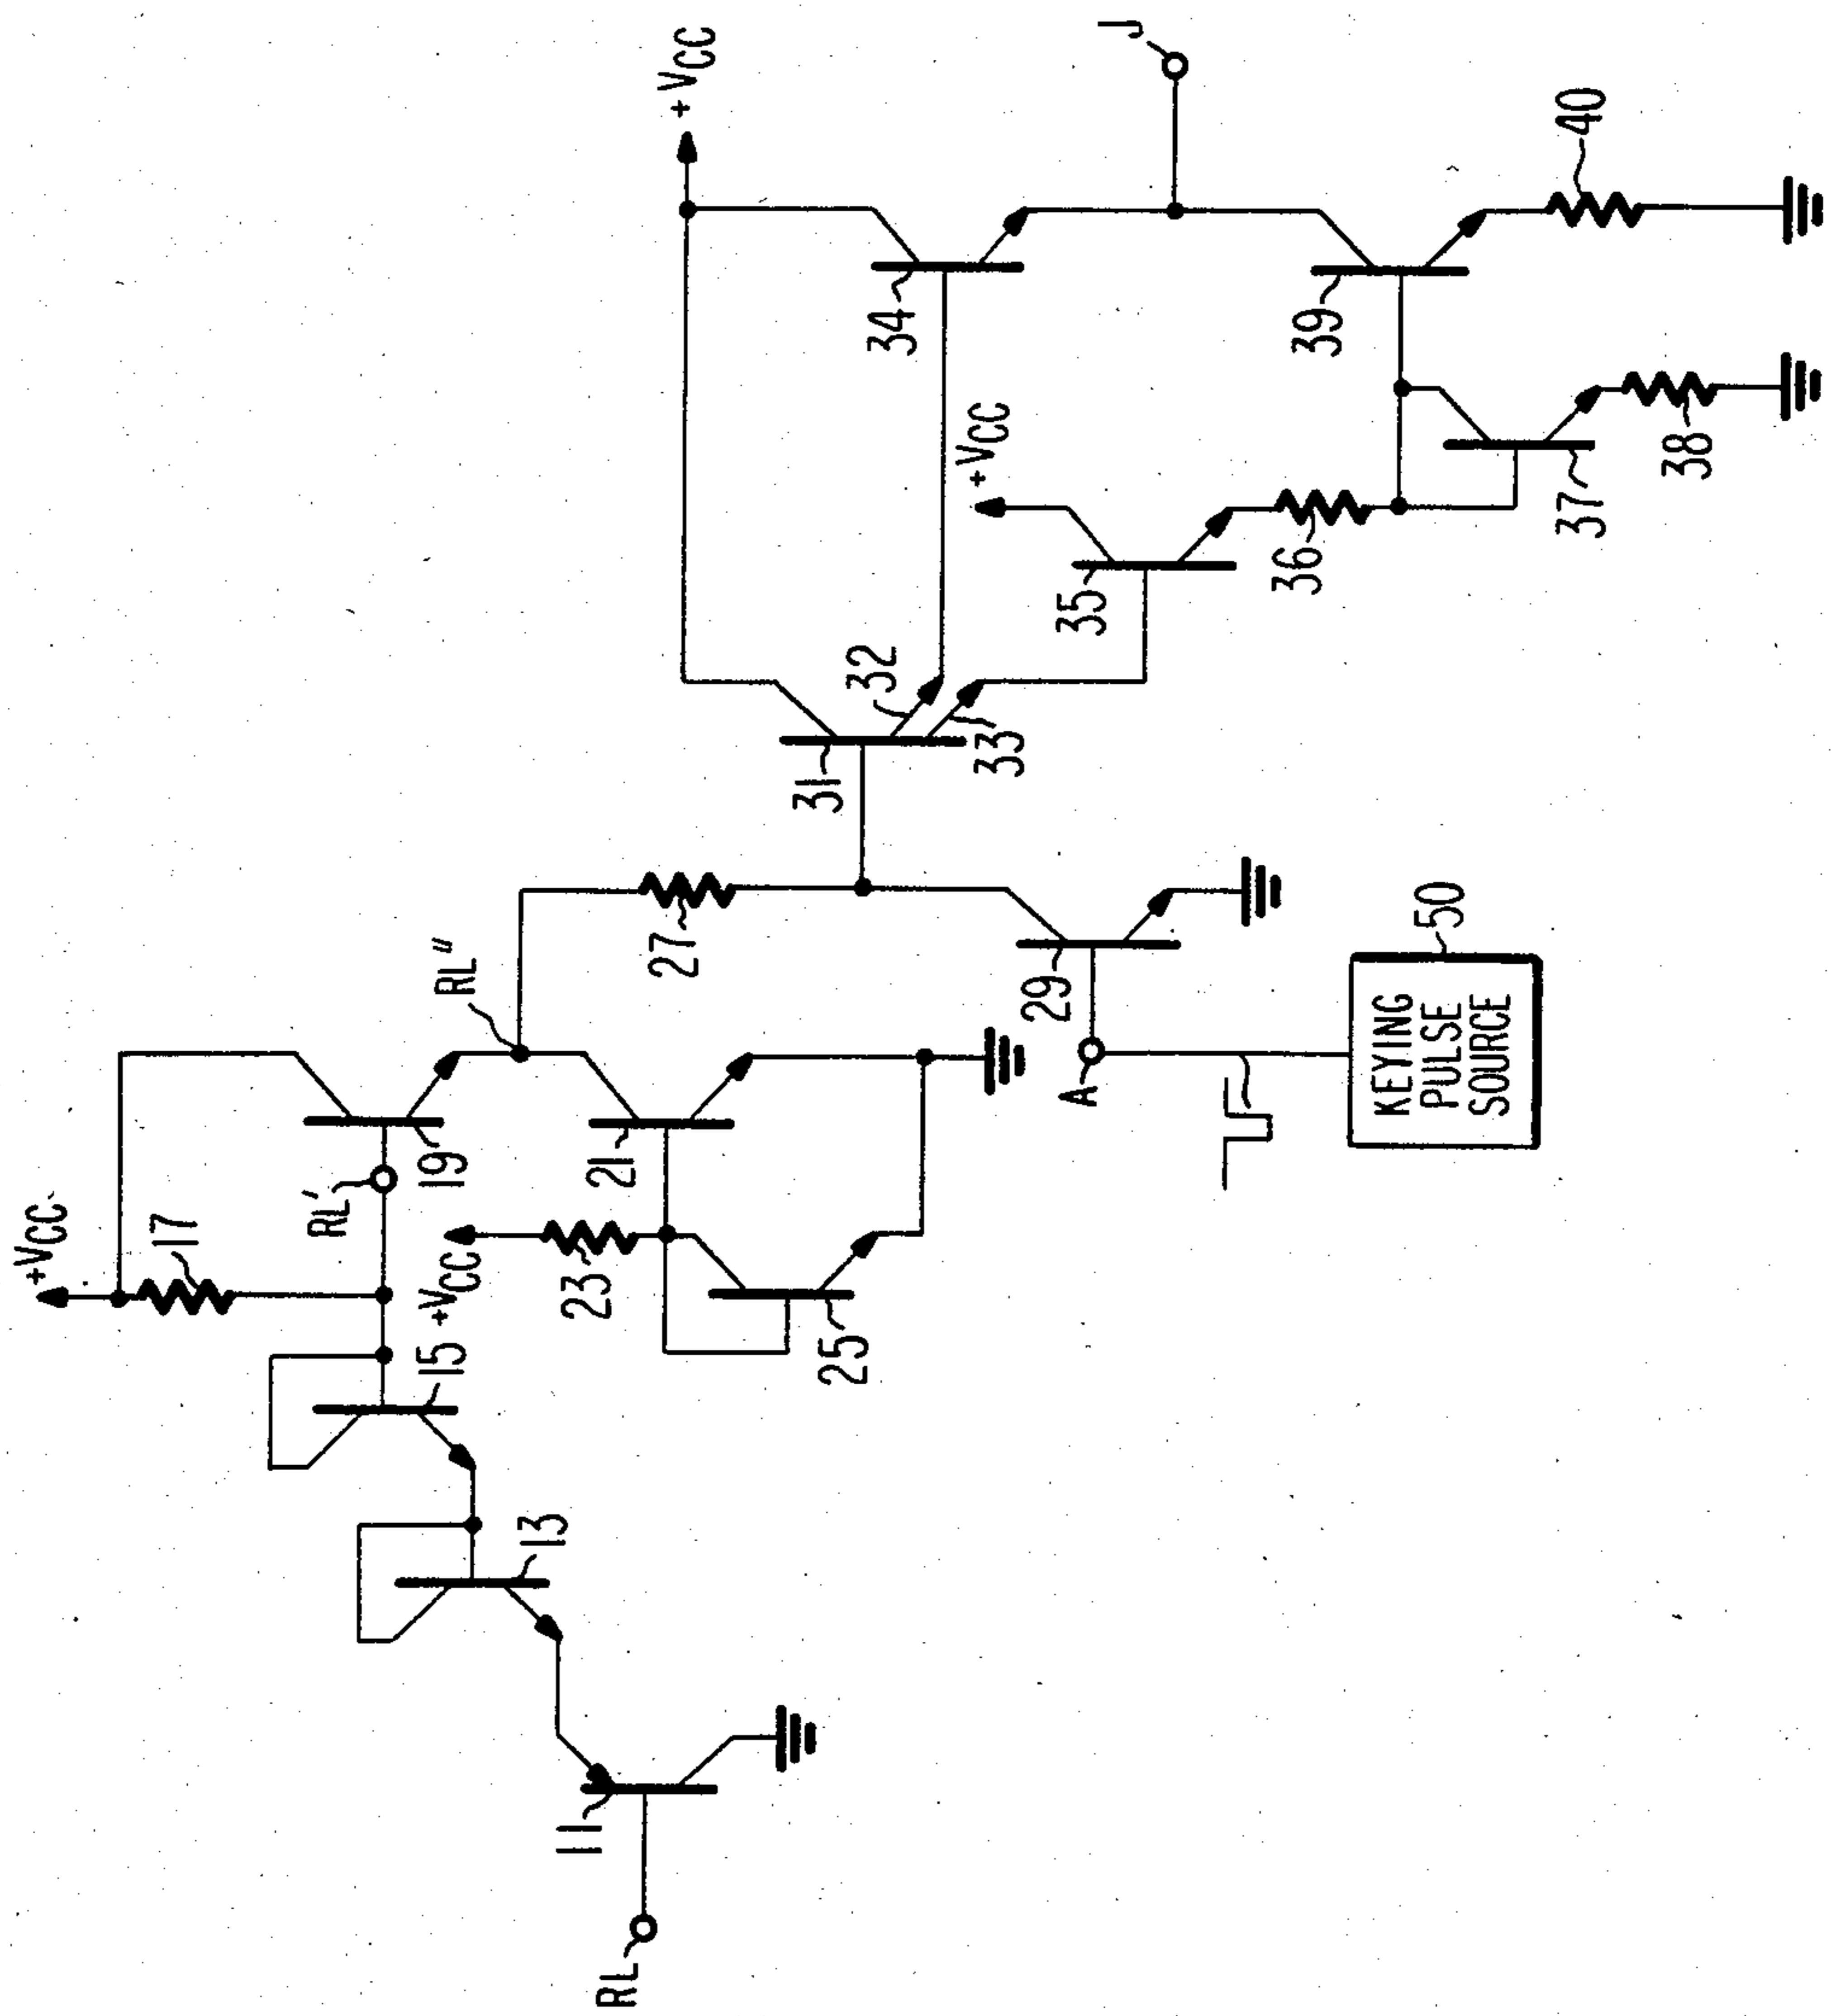 +VCC
17
RL'
19
15
+VCC
13
11
RL
23
21
25
RL"
27
29
A
KEYING
PULSE
SOURCE
50
31
32
33
34
+VCC
+VCC
35
36
37
38
39
40
J